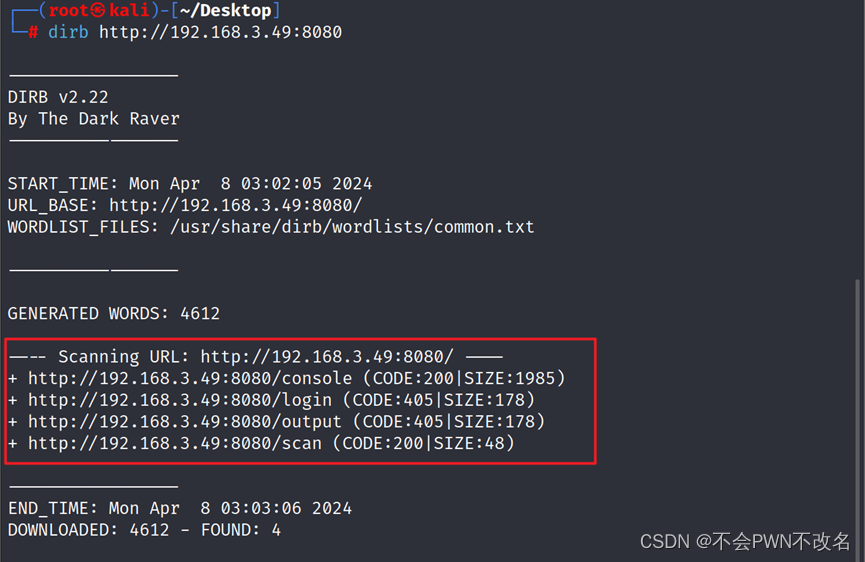 ┌──(root㉿kali)-[~/Desktop]
└─# dirb http://192.168.3.49:8080
—————————————————
DIRB v2.22
By The Dark Raver
—————————————————
START_TIME: Mon Apr  8 03:02:05 2024
URL_BASE: http://192.168.3.49:8080/
WORDLIST_FILES: /usr/share/dirb/wordlists/common.txt
—————————————————
GENERATED WORDS: 4612
—--- Scanning URL: http://192.168.3.49:8080/ ————
+ http://192.168.3.49:8080/console (CODE:200|SIZE:1985)
+ http://192.168.3.49:8080/login (CODE:405|SIZE:178)
+ http://192.168.3.49:8080/output (CODE:405|SIZE:178)
+ http://192.168.3.49:8080/scan (CODE:200|SIZE:48)
—————————————————
END_TIME: Mon Apr  8 03:03:06 2024
DOWNLOADED: 4612 - FOUND: 4
CSDN @不会PWN不改名